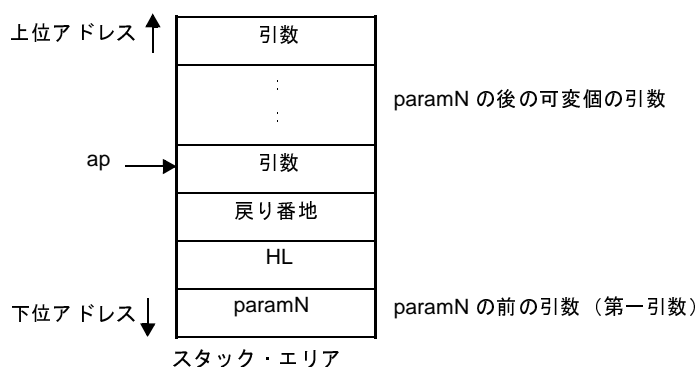 上位アドレス
引数
:
:
paramN の後の可変個の引数
ap
引数
戻り番地
HL
下位アドレス
paramN
paramN の前の引数（第一引数）
スタック・エリア